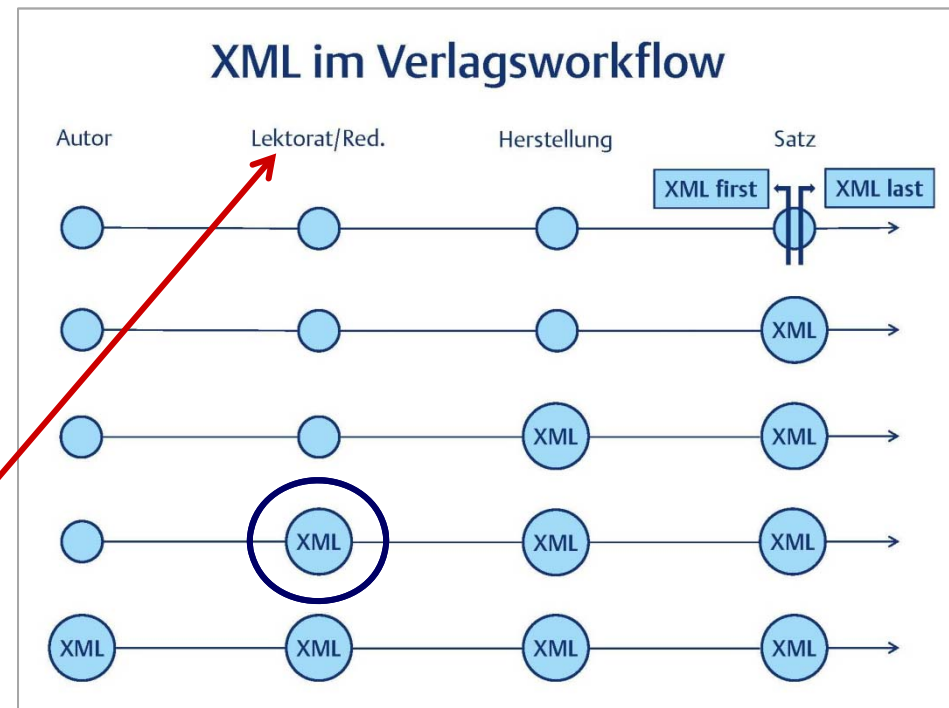 XML im Verlagsworkflow
Autor Lektorat/Red. Herstellung Satz
XML first XML last
XML
XML XML
XML XML XML
XML XML XML XML